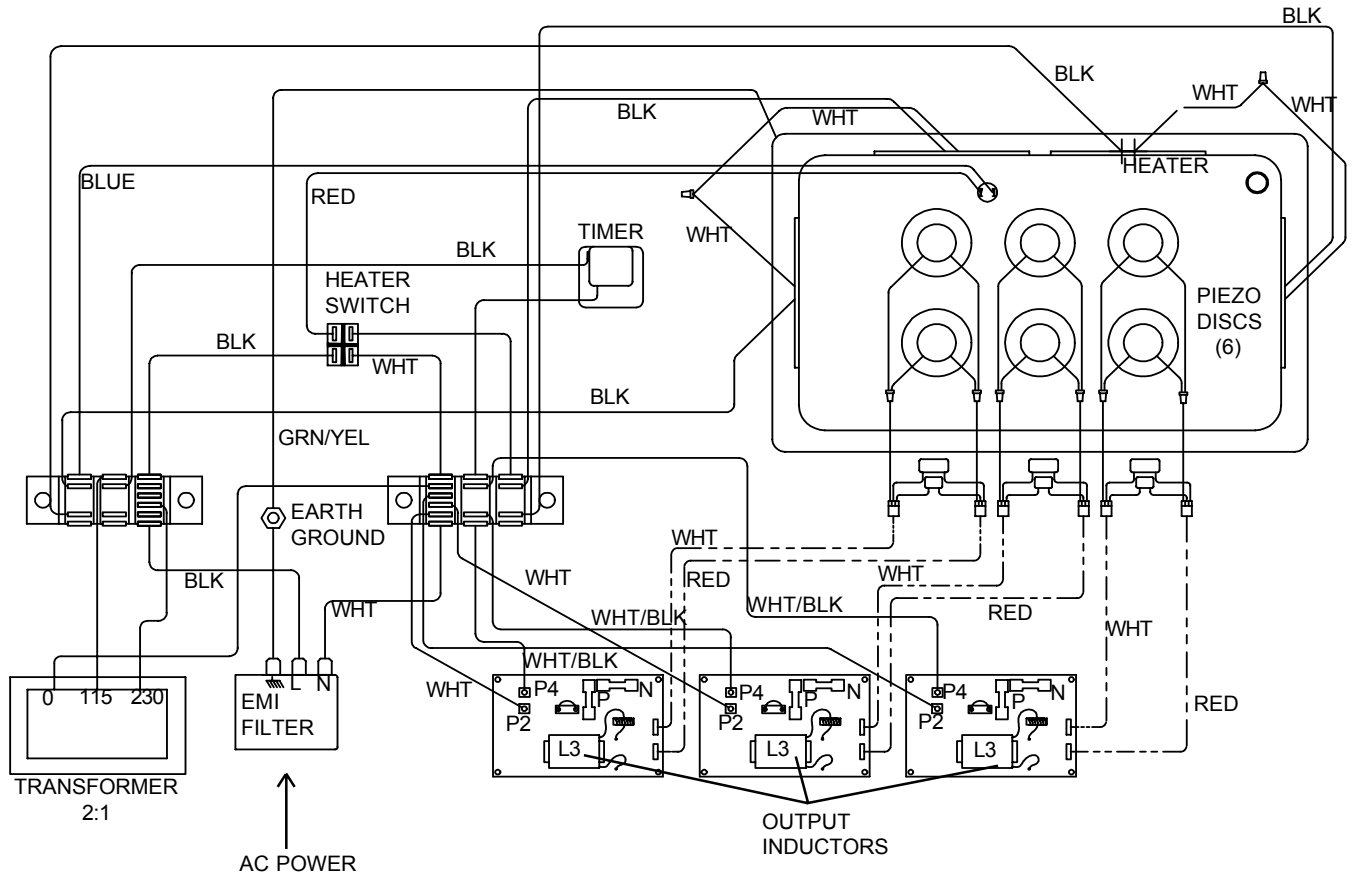 BLK
BLK
WHT
WHT
BLK
WHT
HEATER
BLUE
RED
WHT
TIMER
BLK
HEATER
SWITCH
PIEZO
DISCS
(6)
BLK
WHT
BLK
GRN/YEL
EARTH
GROUND
WHT
BLK
WHT
RED
WHT
WHT
WHT/BLK
WHT/BLK
RED
WHT
WHT/BLK
WHT
0
115
230
L
N
EMI
FILTER
P4
P
N
P2
L3
P4
P
N
P2
L3
P4
P
N
P2
L3
RED
TRANSFORMER
2:1
OUTPUT
INDUCTORS
AC POWER